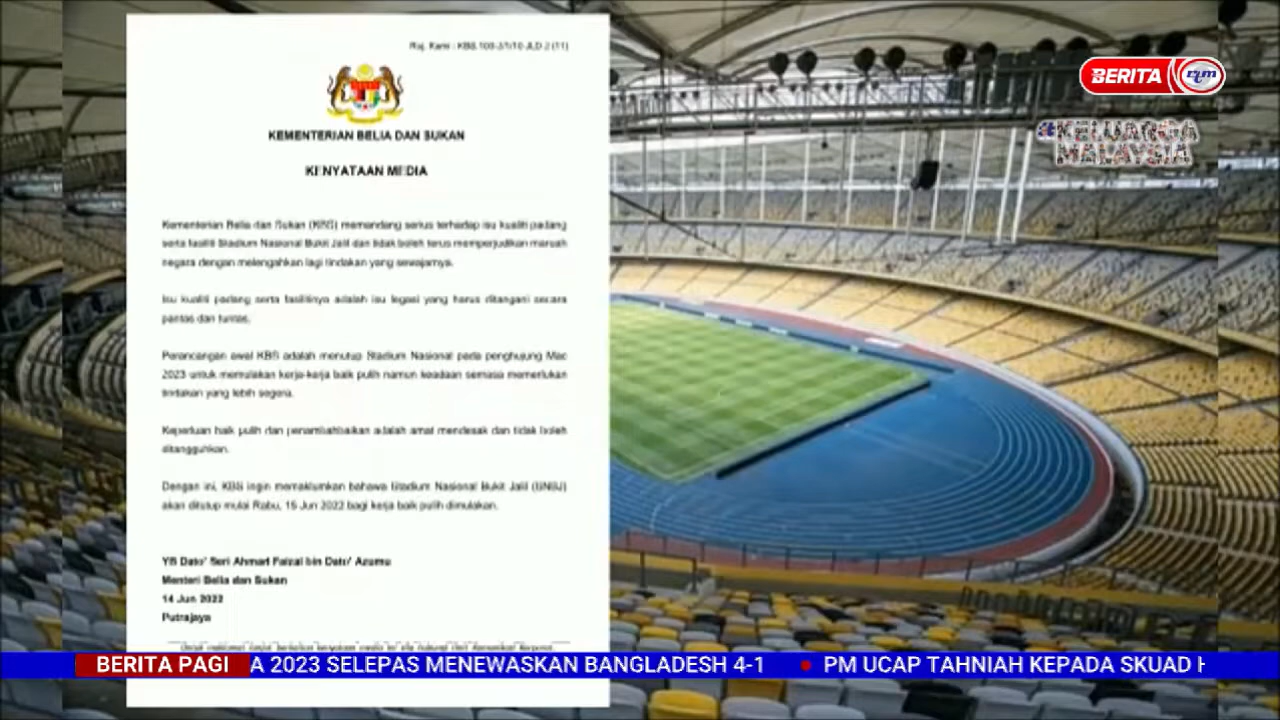 Ruj. Kami : KBS.100-3/1/10 JLD 2 (11)
KEMENTERIAN BELIA DAN SUKAN
KENYATAAN MEDIA
Kementerian Belia dan Sukan (KBS) memandang serius terhadap isu kualiti padang
serta fasiliti Stadium Nasional Bukit Jalil dan tidak boleh terus memperjudikan maruah
negara dengan melengahkan lagi tindakan yang sewajarnya.
Isu kualiti padang serta fasilitinya adalah isu legasi yang harus ditangani secara
pantas dan tuntas.
Perancangan awal KBS adalah menutup Stadium Nasional pada penghujung Mac
2023 untuk memulakan kerja-kerja baik pulih namun keadaan semasa memerlukan
tindakan yang lebih segera.
Keperluan baik pulih dan penambahbaikan adalah amat mendesak dan tidak boleh
ditangguhkan.
Dengan ini, KBS ingin memaklumkan bahawa Stadium Nasional Bukit Jalil (SNBJ)
akan ditutup mulai Rabu, 15 Jun 2022 bagi kerja baik pulih dimulakan.
YB Dato' Seri Ahmad Faizal bin Dato' Azumu
Menteri Belia dan Sukan
14 Jun 2022
Putrajaya
BERITA rtm
#KELUARGA
MALAYSIA
BERITA PAGI A 2023 SELEPAS MENEWASKAN BANGLADESH 4-1 • PM UCAP TAHNIAH KEPADA SKUAD H